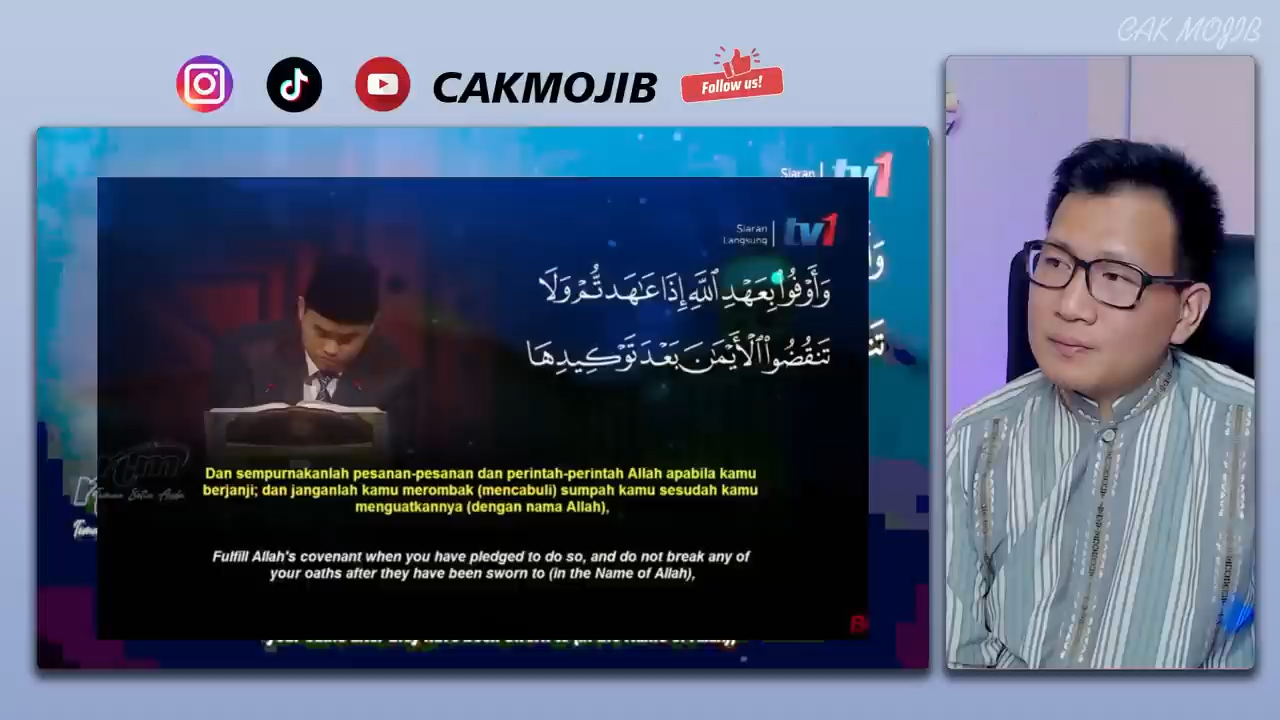 CAK MOJIB
CAKMOJIB
Follow us!
Siaran
tv1
Siaran
Langsung
tv1
وَأَوْفُوا۟ بِعَهْدِ ٱللَّهِ إِذَا عَـٰهَدتُّمْ وَلَا
تَنقُضُوا۟ ٱلْأَيْمَـٰنَ بَعْدَ تَوْكِيدِهَا
Dan sempurnakanlah pesanan-pesanan dan perintah-perintah Allah apabila kamu
berjanji; dan janganlah kamu merombak (mencabuli) sumpah kamu sesudah kamu
menguatkannya (dengan nama Allah),
Fulfill Allah's covenant when you have pledged to do so, and do not break any of
your oaths after they have been sworn to (in the Name of Allah),